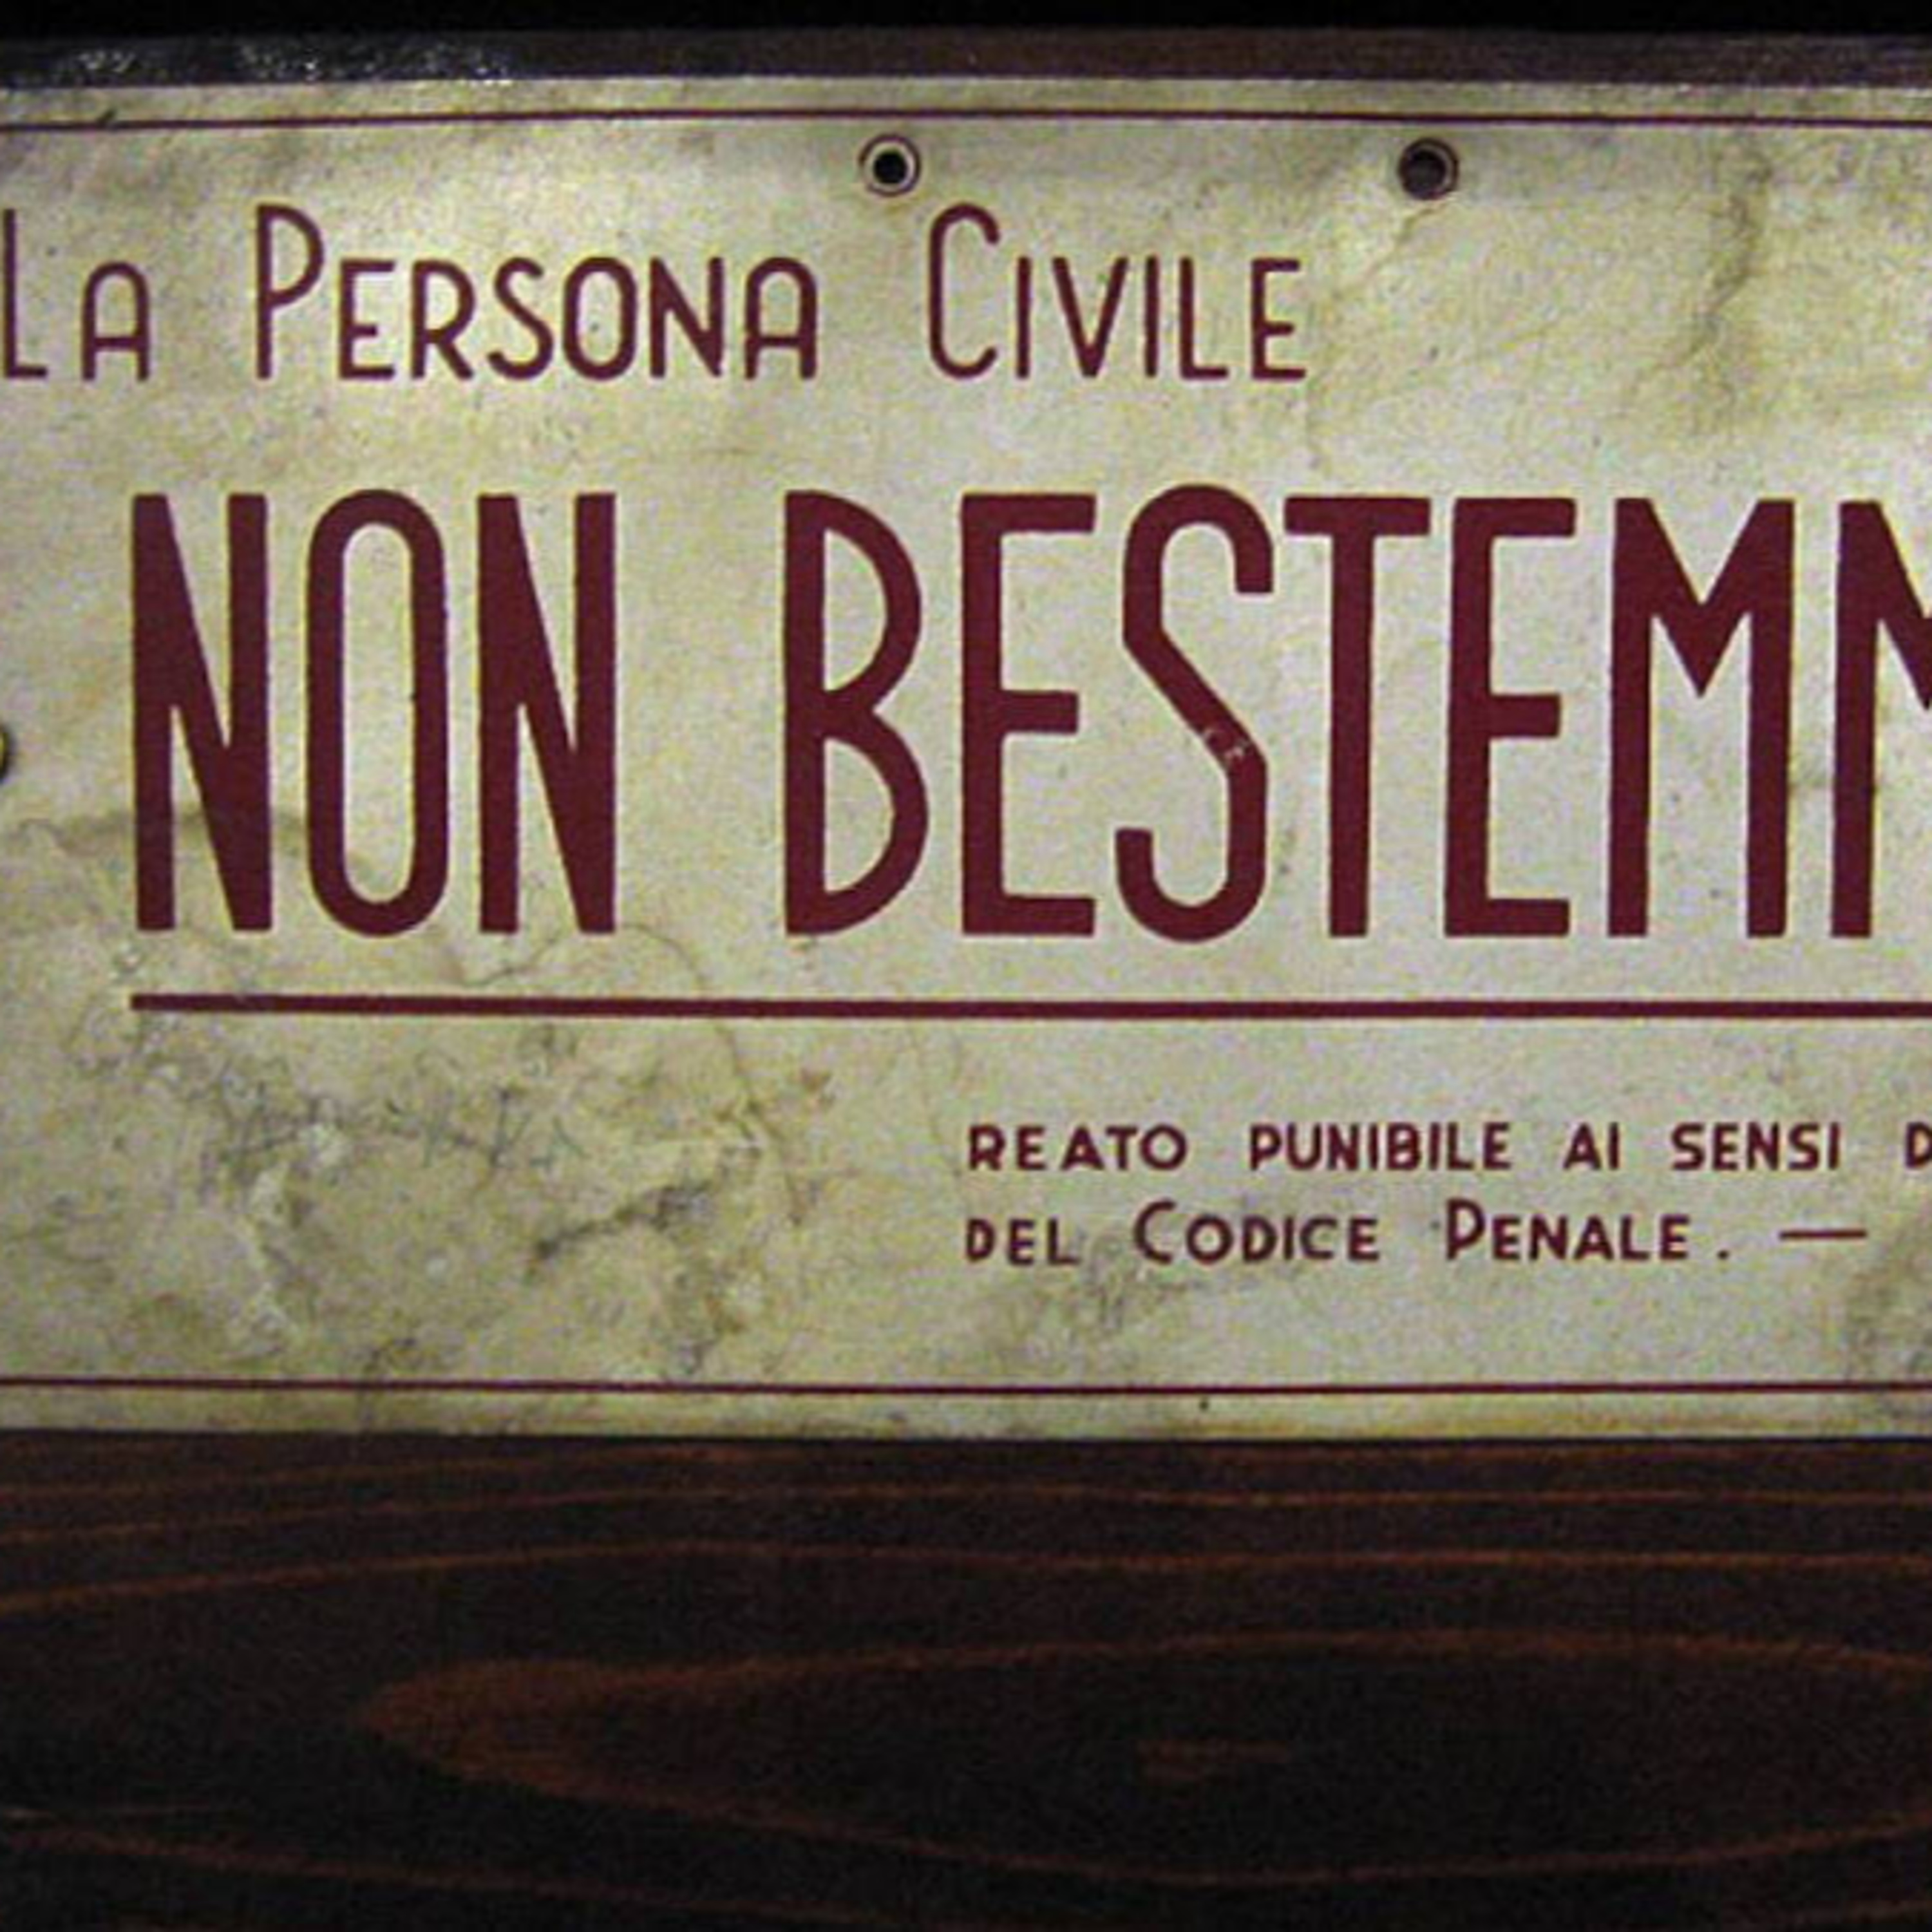 La Persona Civile
NON BESTEMM
REATO PUNIBILE AI SENSI D
DEL CODICE PENALE. —